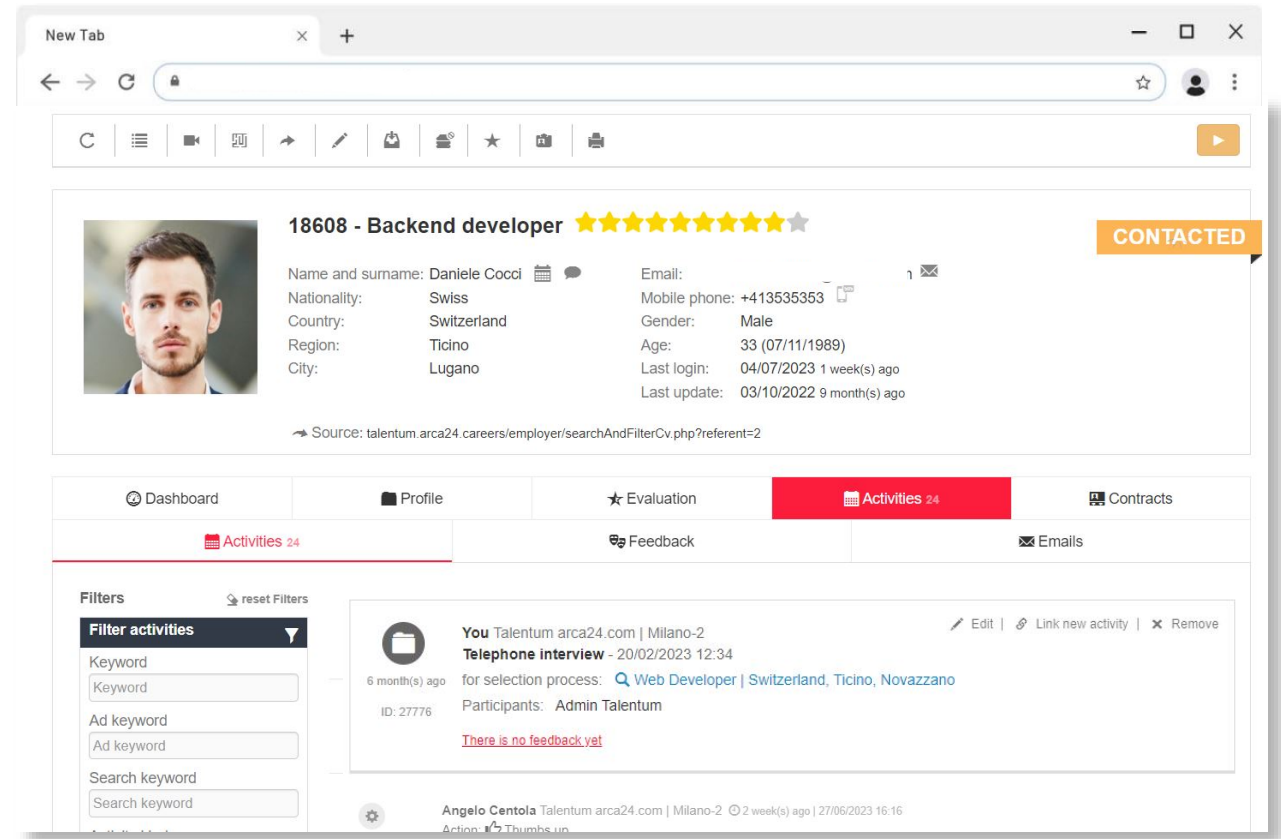 New Tab
18608 - Backend developer
CONTACTED
Name and surname: Daniele Cocci
Nationality: Swiss
Country: Switzerland
Region: Ticino
City: Lugano
Email:
Mobile phone: +413535353
Gender: Male
Age: 33 (07/11/1989)
Last login: 04/07/2023 1 week(s) ago
Last update: 03/10/2022 9 month(s) ago
Source: talentum.arca24.careers/employer/searchAndFilterCv.php?referent=2
Dashboard
Profile
Evaluation
Activities 24
Contracts
Activities 24
Feedback
Emails
Filters
reset Filters
Filter activities
Keyword
Keyword
Ad keyword
Ad keyword
Search keyword
Search keyword
6 month(s) ago
ID: 27776
You Talentum arca24.com | Milano-2
Edit | Link new activity | Remove
Telephone interview - 20/02/2023 12:34
for selection process: Web Developer | Switzerland, Ticino, Novazzano
Participants: Admin Talentum
There is no feedback yet
Angelo Centola Talentum arca24.com | Milano-2 2 week(s) ago | 27/06/2023 16:16
Action: Thumbs up